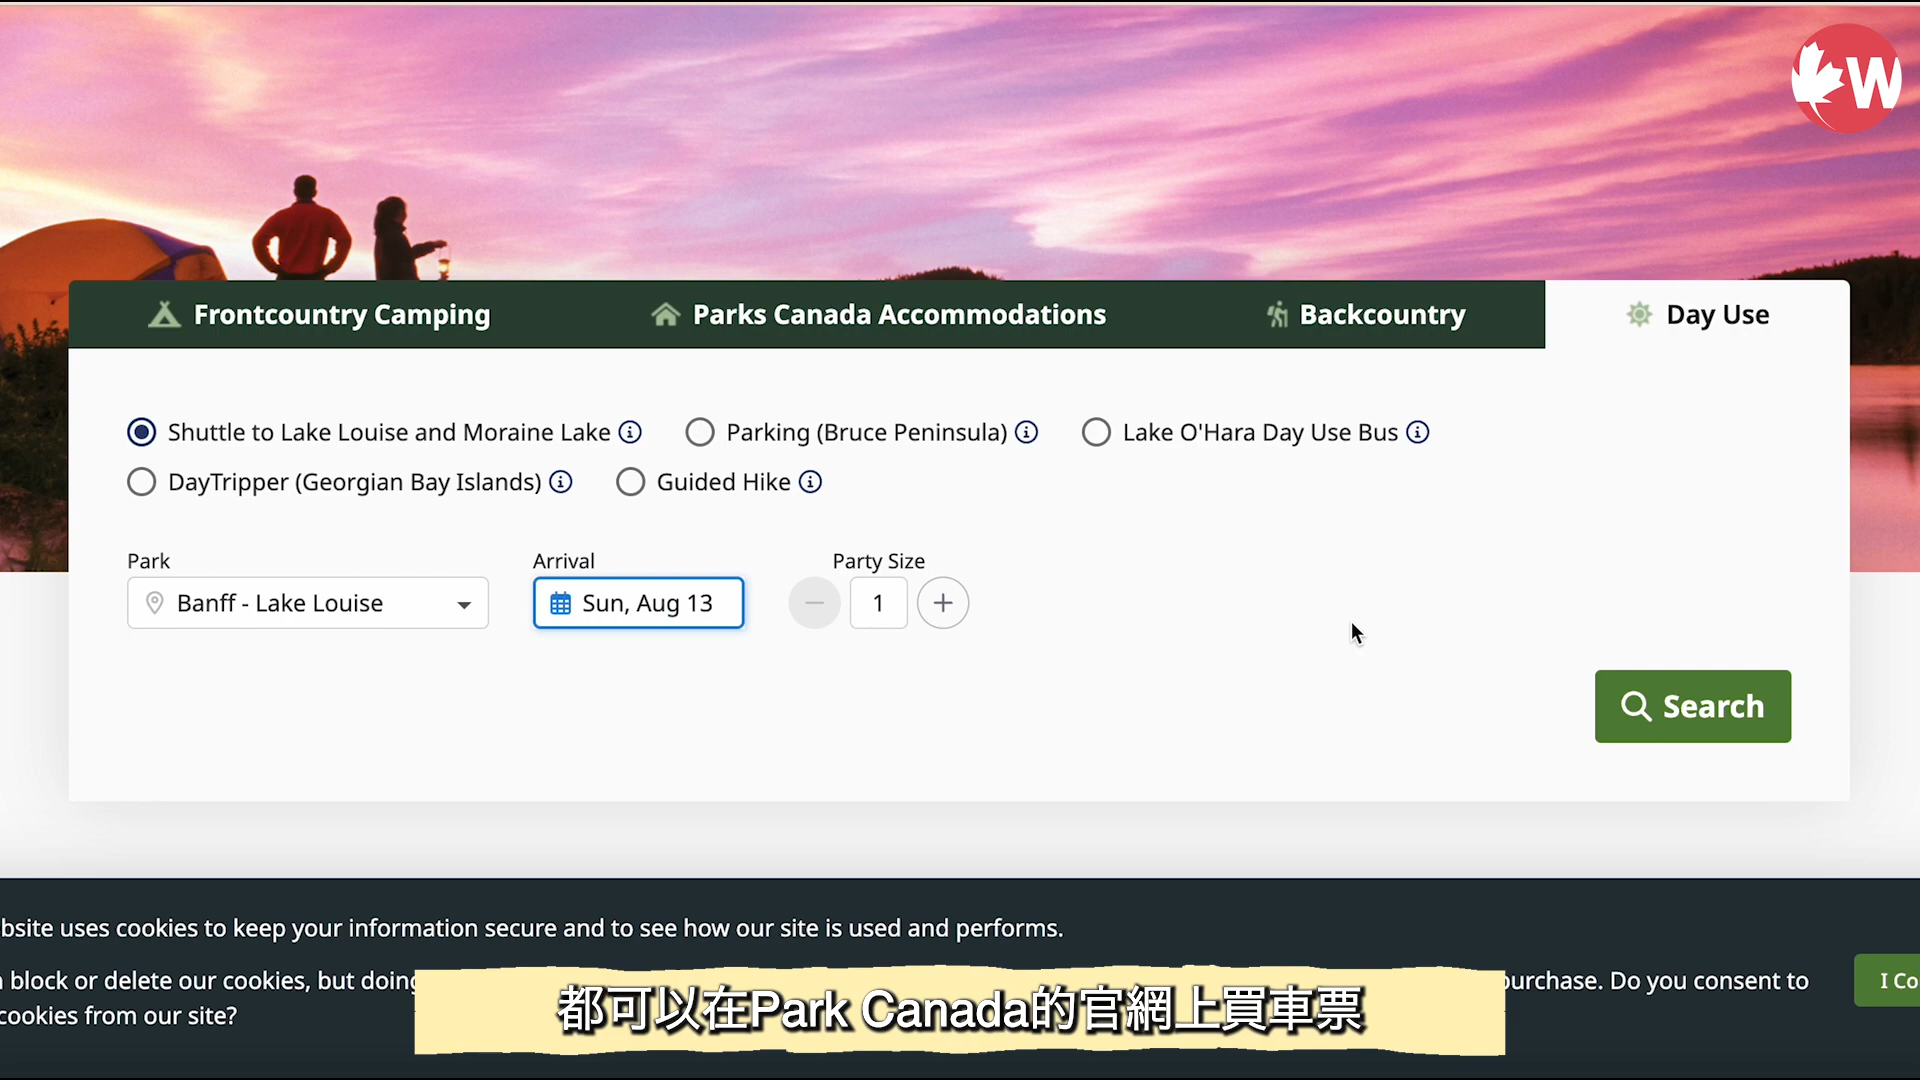 W
Frontcountry Camping
Parks Canada Accommodations
Backcountry
Day Use
Shuttle to Lake Louise and Moraine Lake
Parking (Bruce Peninsula)
Lake O'Hara Day Use Bus
DayTripper (Georgian Bay Islands)
Guided Hike
Park
Arrival
Party Size
Banff - Lake Louise
Sun, Aug 13
1
Search
bsite uses cookies to keep your information secure and to see how our site is used and performs.
block or delete our cookies, but doing
urchase. Do you consent to
cookies from our site?
I Co
都可以在Park Canada的官網上買車票